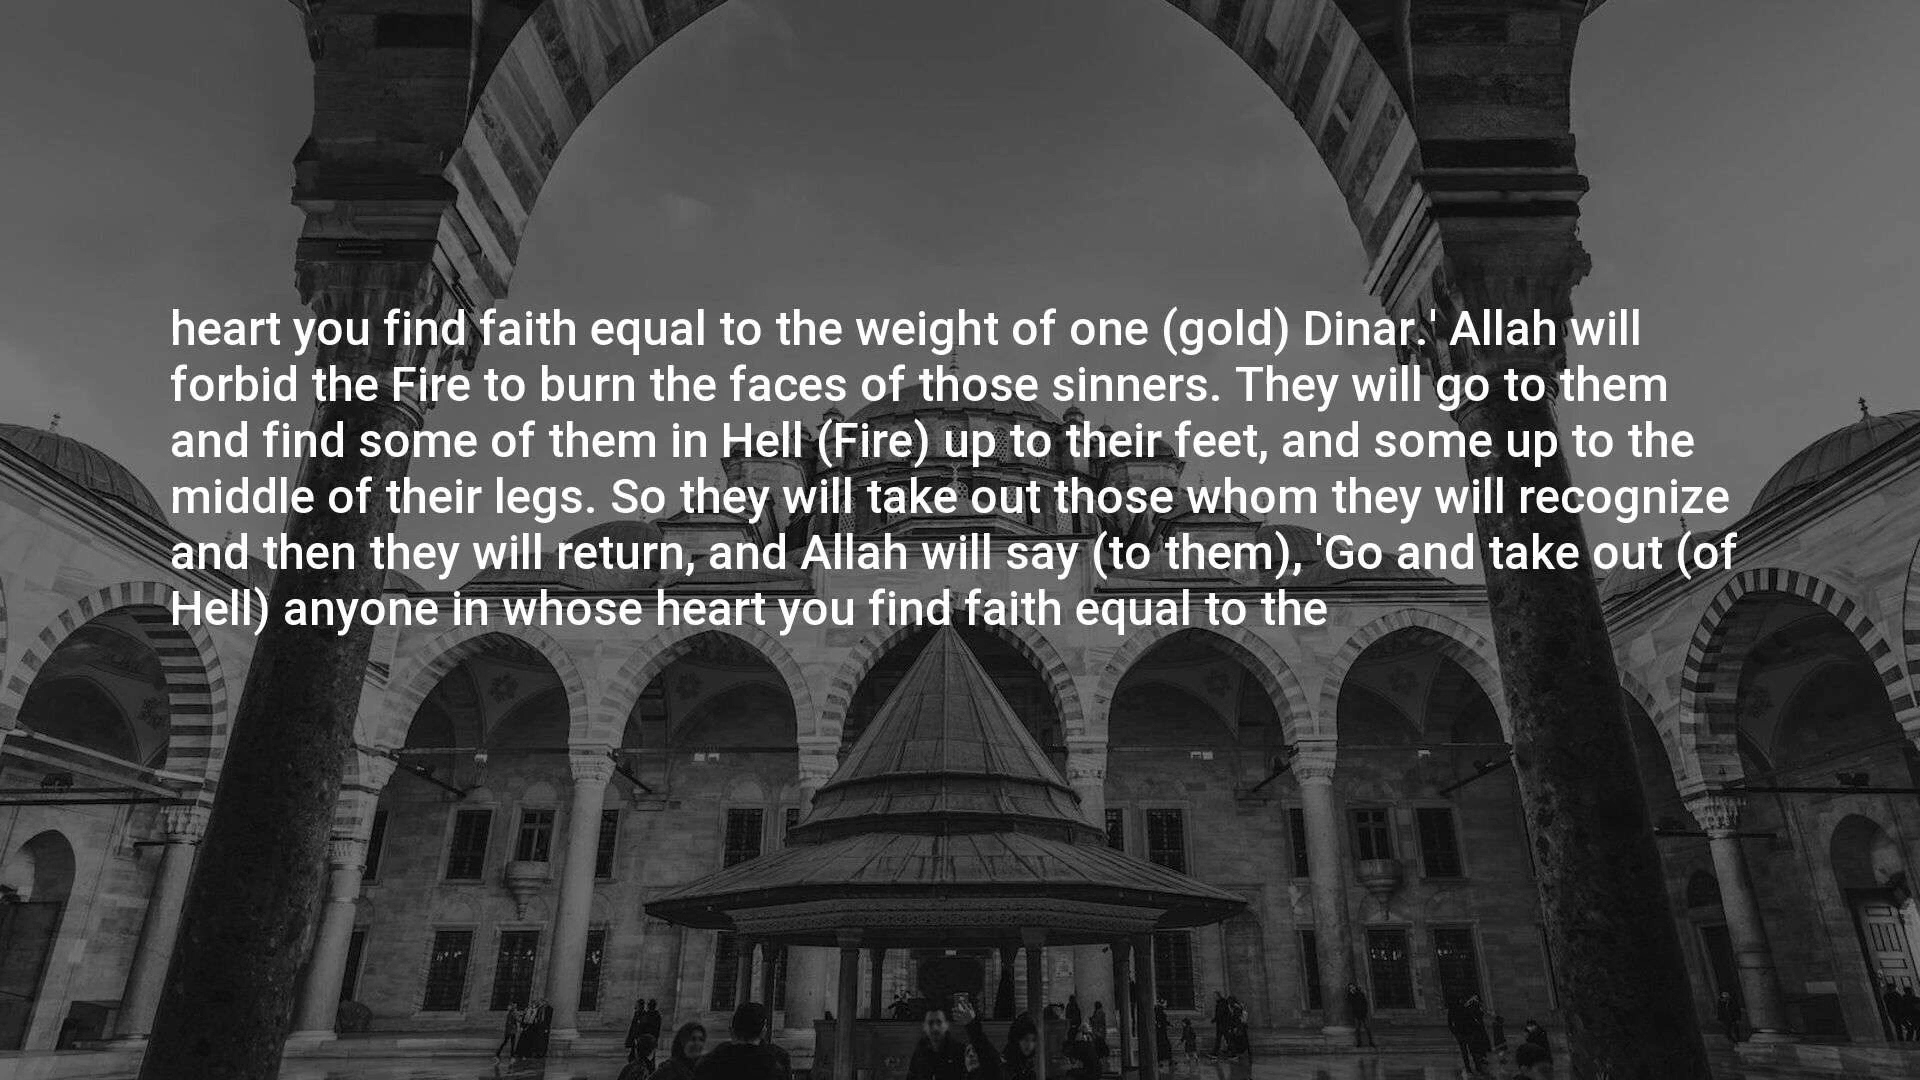 heart you find faith equal to the weight of one (gold) Dinar.' Allah will
forbid the Fire to burn the faces of those sinners. They will go to them
and find some of them in Hell (Fire) up to their feet, and some up to the
middle of their legs. So they will take out those whom they will recognize
and then they will return, and Allah will say (to them), 'Go and take out (of
Hell) anyone in whose heart you find faith equal to the